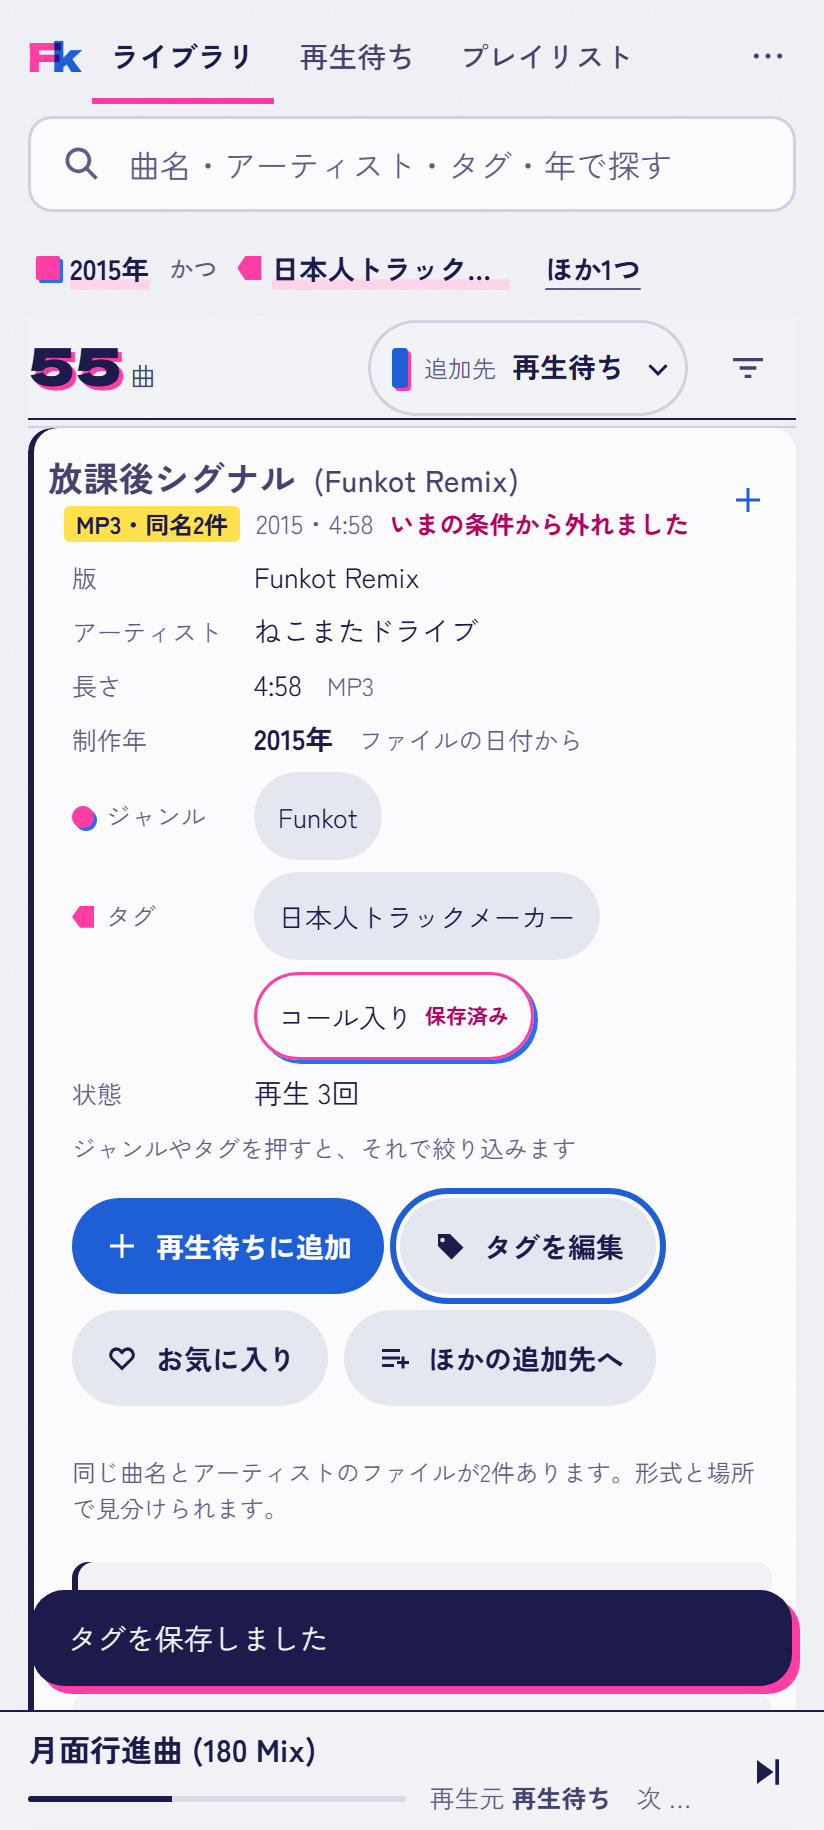 Fk ライブラリ 再生待ち プレイリスト ...
曲名・アーティスト・タグ・年で探す
2015年 かつ 日本人トラック... ほか1つ
55曲 追加先 再生待ち
放課後シグナル (Funkot Remix)
MP3・同名2件 2015・4:58 いまの条件から外れました
版 Funkot Remix
アーティスト ねこまたドライブ
長さ 4:58 MP3
制作年 2015年 ファイルの日付から
ジャンル Funkot
タグ 日本人トラックメーカー
コール入り 保存済み
状態 再生 3回
ジャンルやタグを押すと、それで絞り込みます
再生待ちに追加 タグを編集
お気に入り ほかの追加先へ
同じ曲名とアーティストのファイルが2件あります。形式と場所
で見分けられます。
タグを保存しました
月面行進曲 (180 Mix)
再生元 再生待ち 次 ...